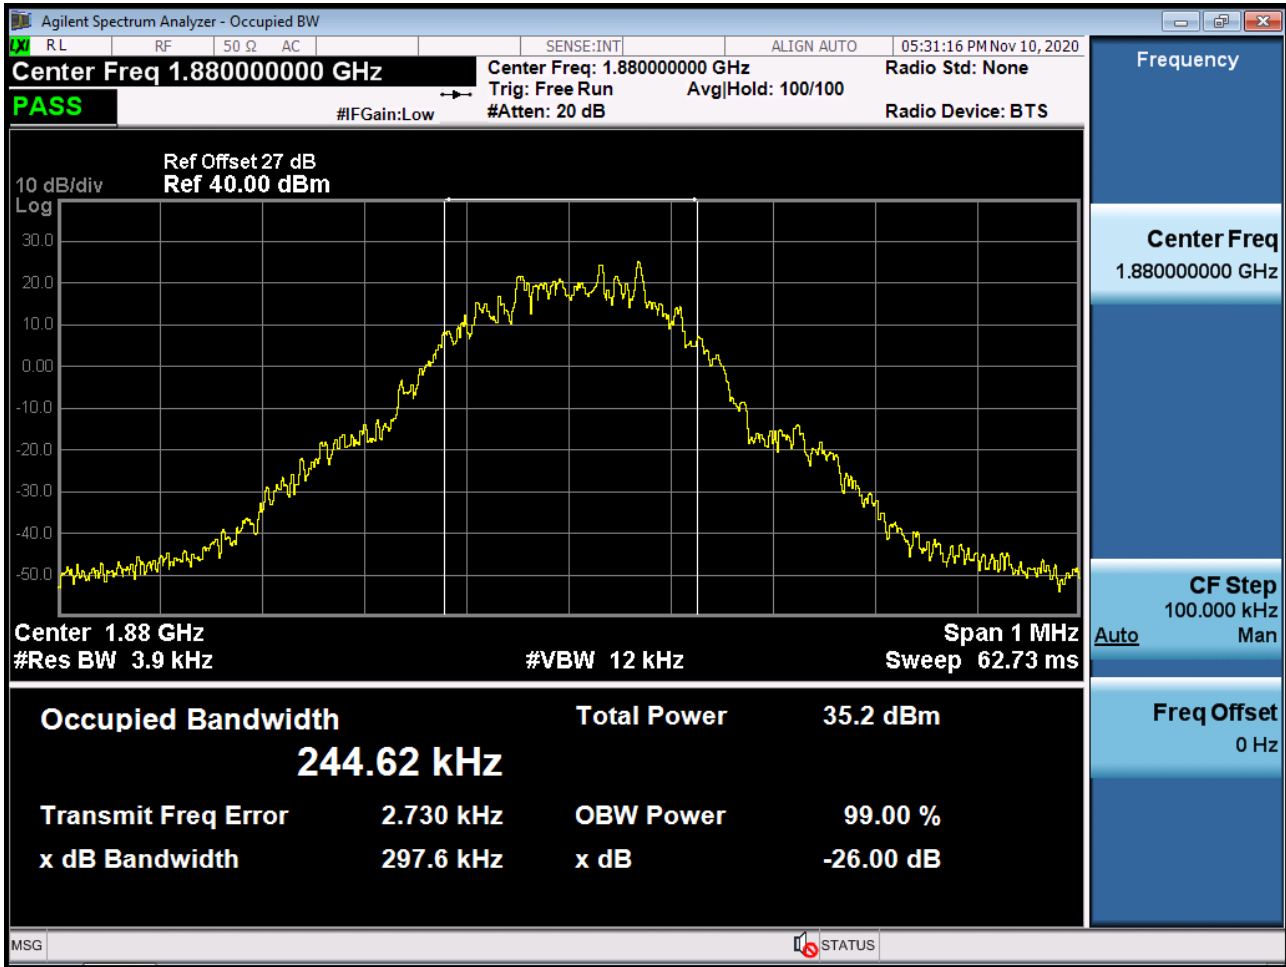 Agilent Spectrum Analyzer - Occupied BW
LXI RL RF 50 Ω AC SENSE:INT ALIGN AUTO 05:31:16 PM Nov 10, 2020
Center Freq 1.880000000 GHz
PASS
#IFGain:Low
Center Freq: 1.880000000 GHz
Trig: Free Run Avg|Hold: 100/100
#Atten: 20 dB
Radio Std: None
Radio Device: BTS
Ref Offset 27 dB
10 dB/div Ref 40.00 dBm
Log
30.0
20.0
10.0
0.00
-10.0
-20.0
-30.0
-40.0
-50.0
Center 1.88 GHz Span 1 MHz
#Res BW 3.9 kHz #VBW 12 kHz Sweep 62.73 ms
Occupied Bandwidth Total Power 35.2 dBm
244.62 kHz
Transmit Freq Error 2.730 kHz OBW Power 99.00 %
x dB Bandwidth 297.6 kHz x dB -26.00 dB
MSG STATUS
Frequency
Center Freq
1.880000000 GHz
CF Step
100.000 kHz
Auto Man
Freq Offset
0 Hz